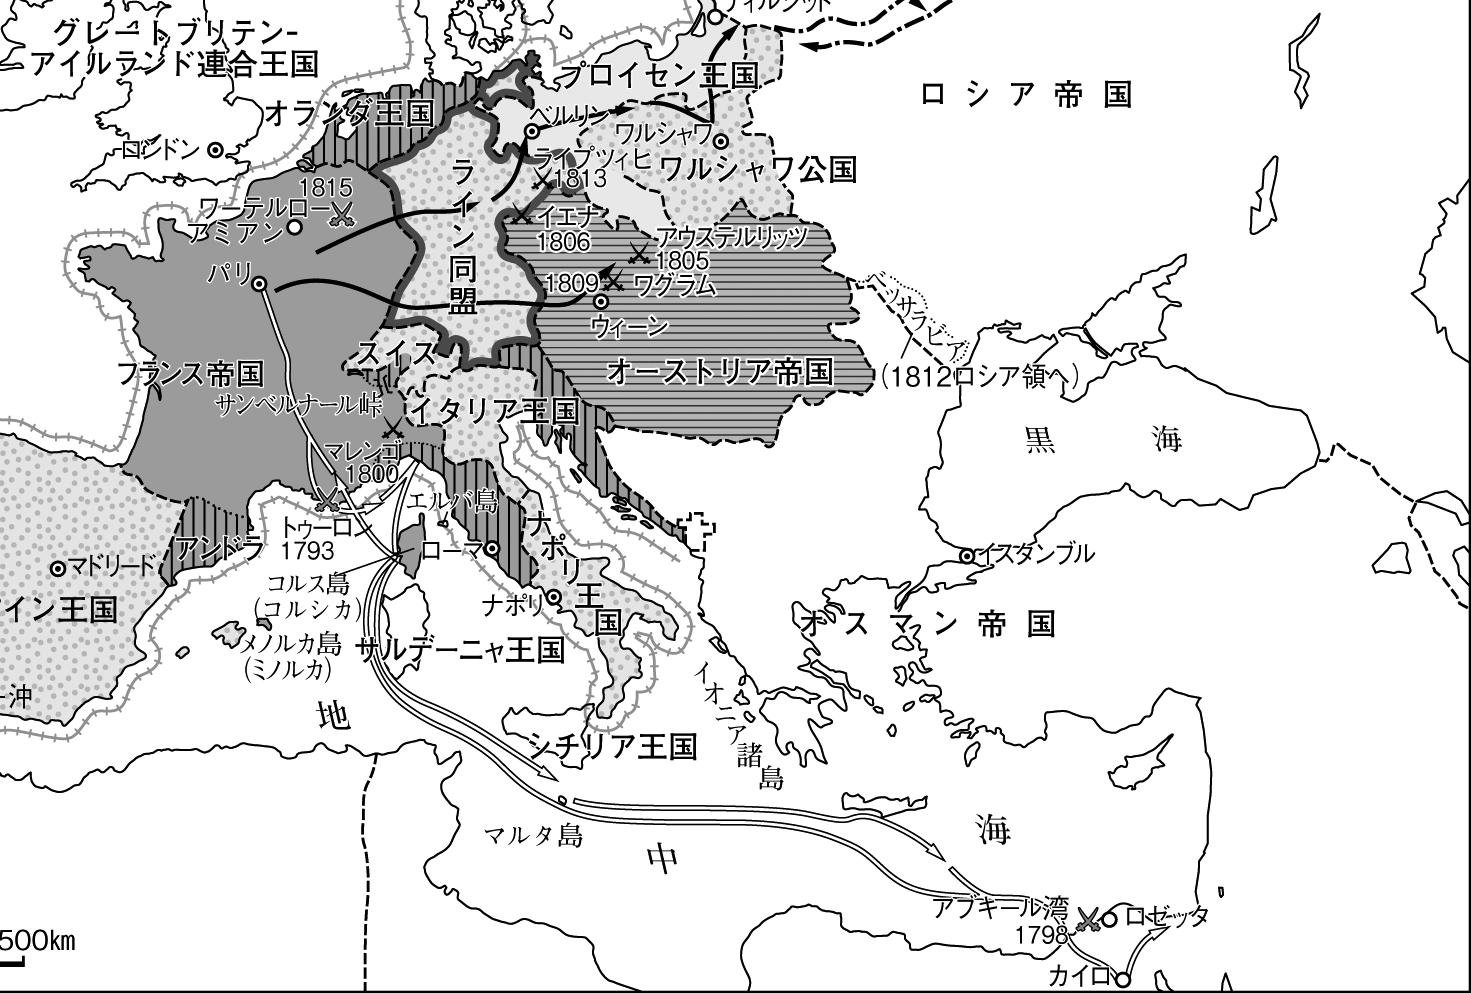 グレートブリテン-
アイルランド連合王国
ティルジット
プロイセン王国
ロシア帝国
オランダ王国
ベルリン
ロンドン
ワルシャワ
ワルシャワ公国
ライプツィヒ
1813
1815
ワーテルロー
アミアン
ライン同盟
イエナ
1806
アウステルリッツ
1805
パリ
1809
ワグラム
ウィーン
ベッサラビア
(1812ロシア領へ)
スイス
フランス帝国
オーストリア帝国
サンベルナール峠
イタリア王国
黒海
マレンゴ
1800
エルバ島
トゥーロン
1793
アンドラ
ローマ
ナポリ王国
イスタンブル
マドリード
コルス島
(コルシカ)
ナポリ
イン王国
オスマン帝国
メノルカ島
(ミノルカ)
サルデーニャ王国
イオニア諸島
沖
地中海
シチリア王国
マルタ島
アブキール湾
1798
ロゼッタ
500km
カイロ